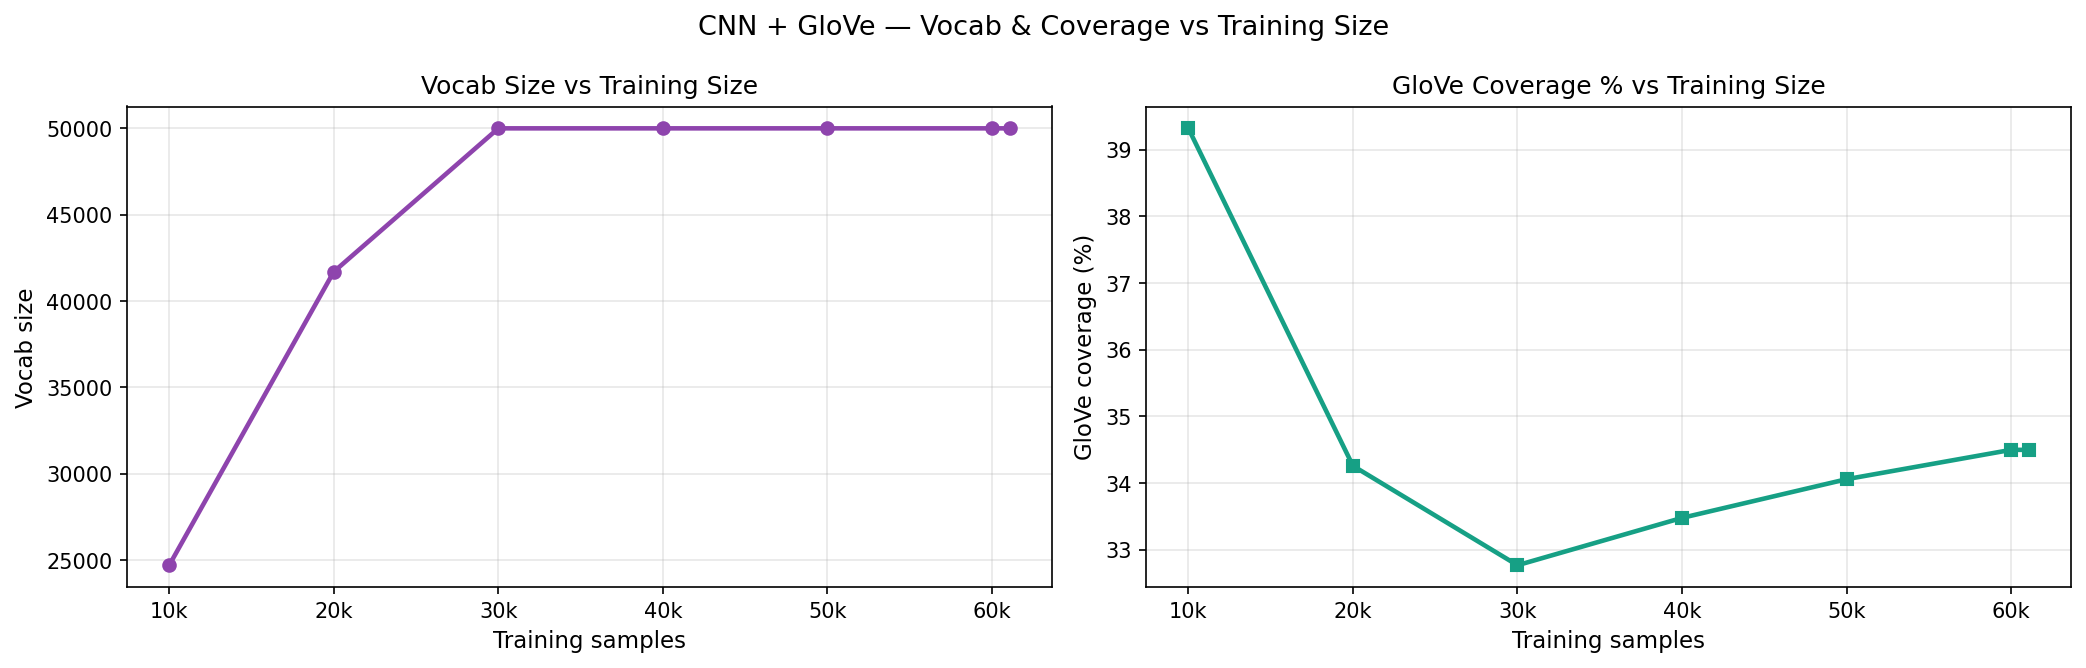 CNN + GloVe — Vocab & Coverage vs Training Size
Vocab Size vs Training Size
50000
45000
40000
35000
30000
25000
Vocab size
10k 20k 30k 40k 50k 60k
Training samples
GloVe Coverage % vs Training Size
39
38
37
36
35
34
33
GloVe coverage (%)
10k 20k 30k 40k 50k 60k
Training samples